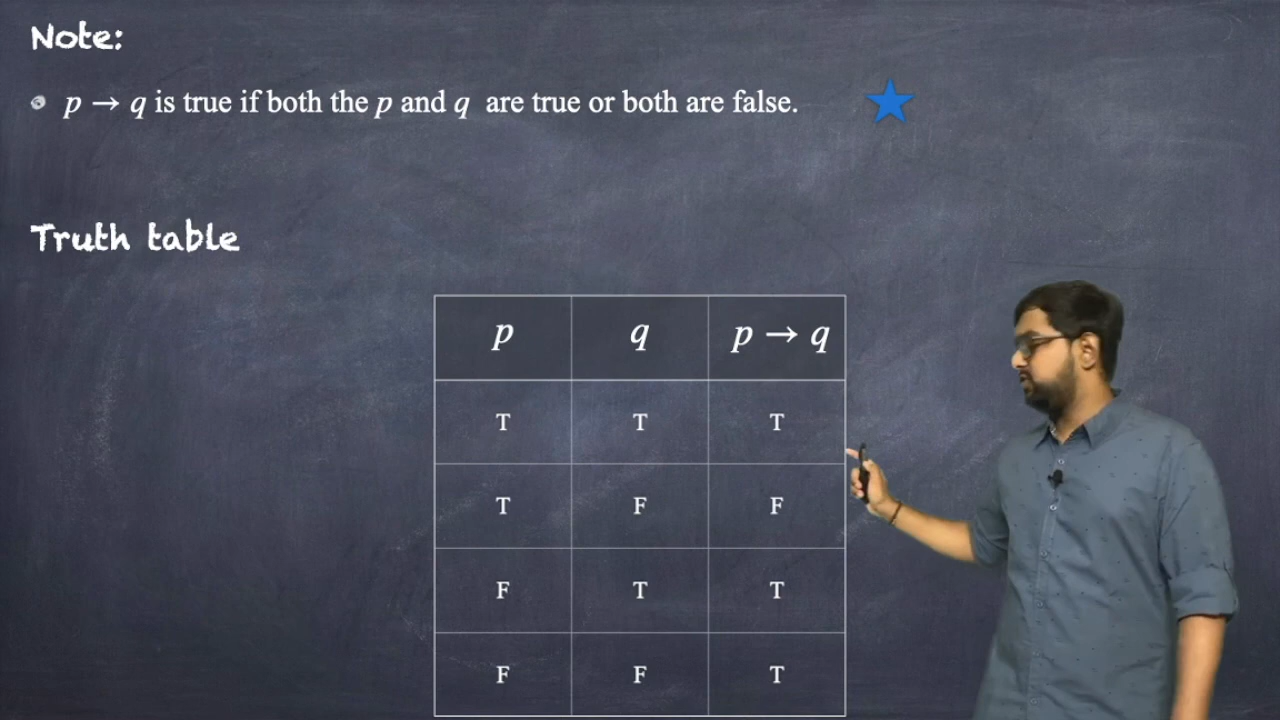 Note:
p → q is true if both the p and q are true or both are false.
Truth table
p q p → q
T T T
T F F
F T T
F F T